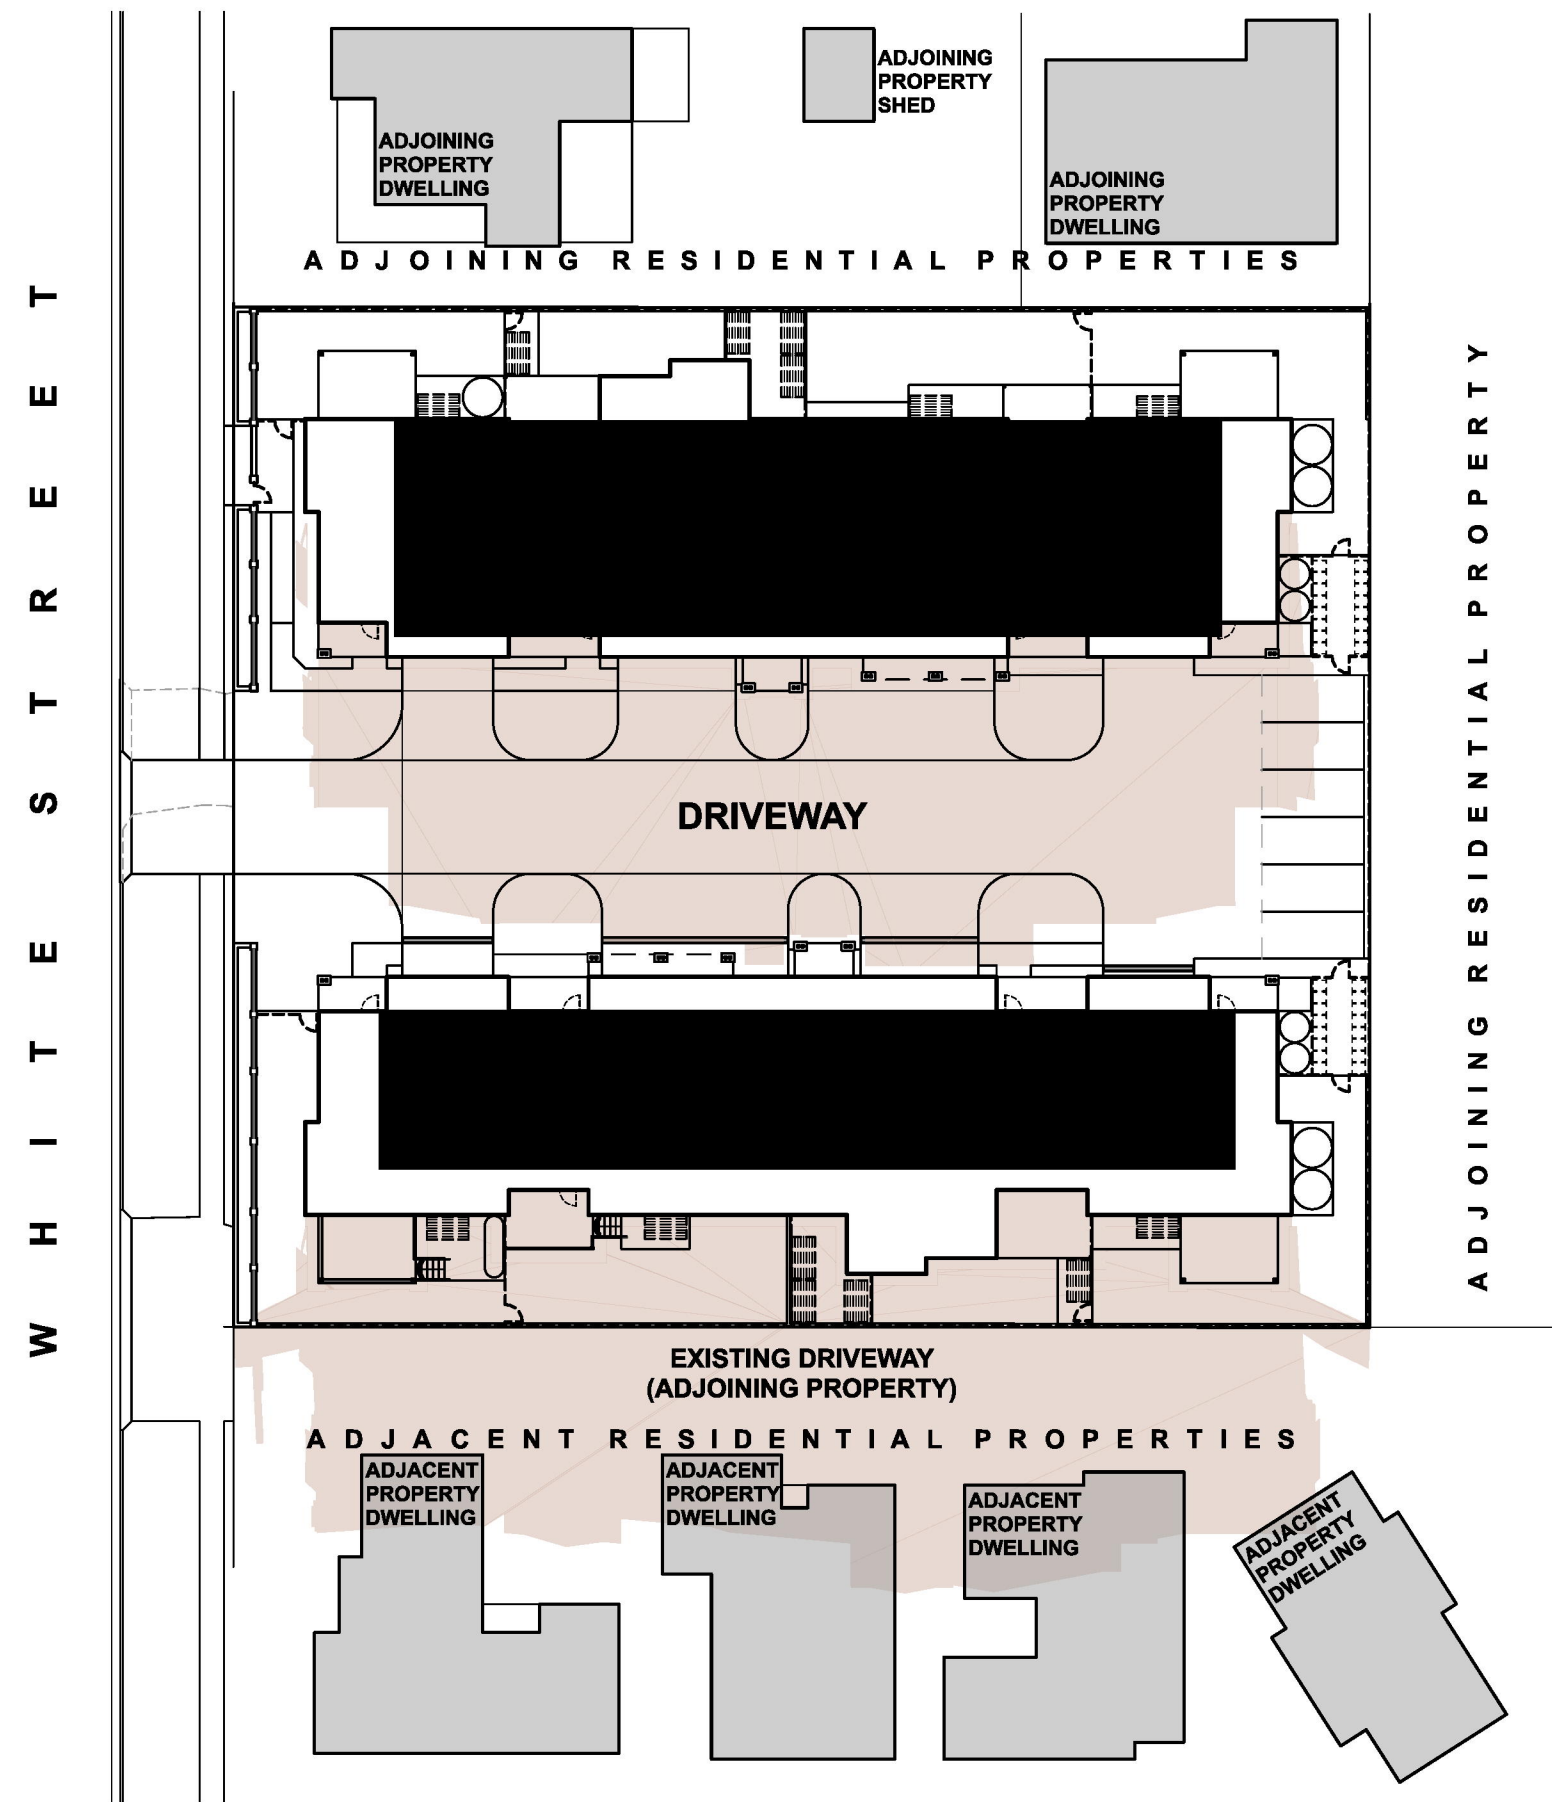 ADJOINING
PROPERTY
SHED
ADJOINING
PROPERTY
DWELLING
ADJOINING
PROPERTY
DWELLING
ADJOINING RESIDENTIAL PROPERTIES
WHITE STREET
ADJOINING RESIDENTIAL PROPERTY
DRIVEWAY
EXISTING DRIVEWAY
(ADJOINING PROPERTY)
ADJACENT RESIDENTIAL PROPERTIES
ADJACENT
PROPERTY
DWELLING
ADJACENT
PROPERTY
DWELLING
ADJACENT
PROPERTY
DWELLING
ADJACENT
PROPERTY
DWELLING